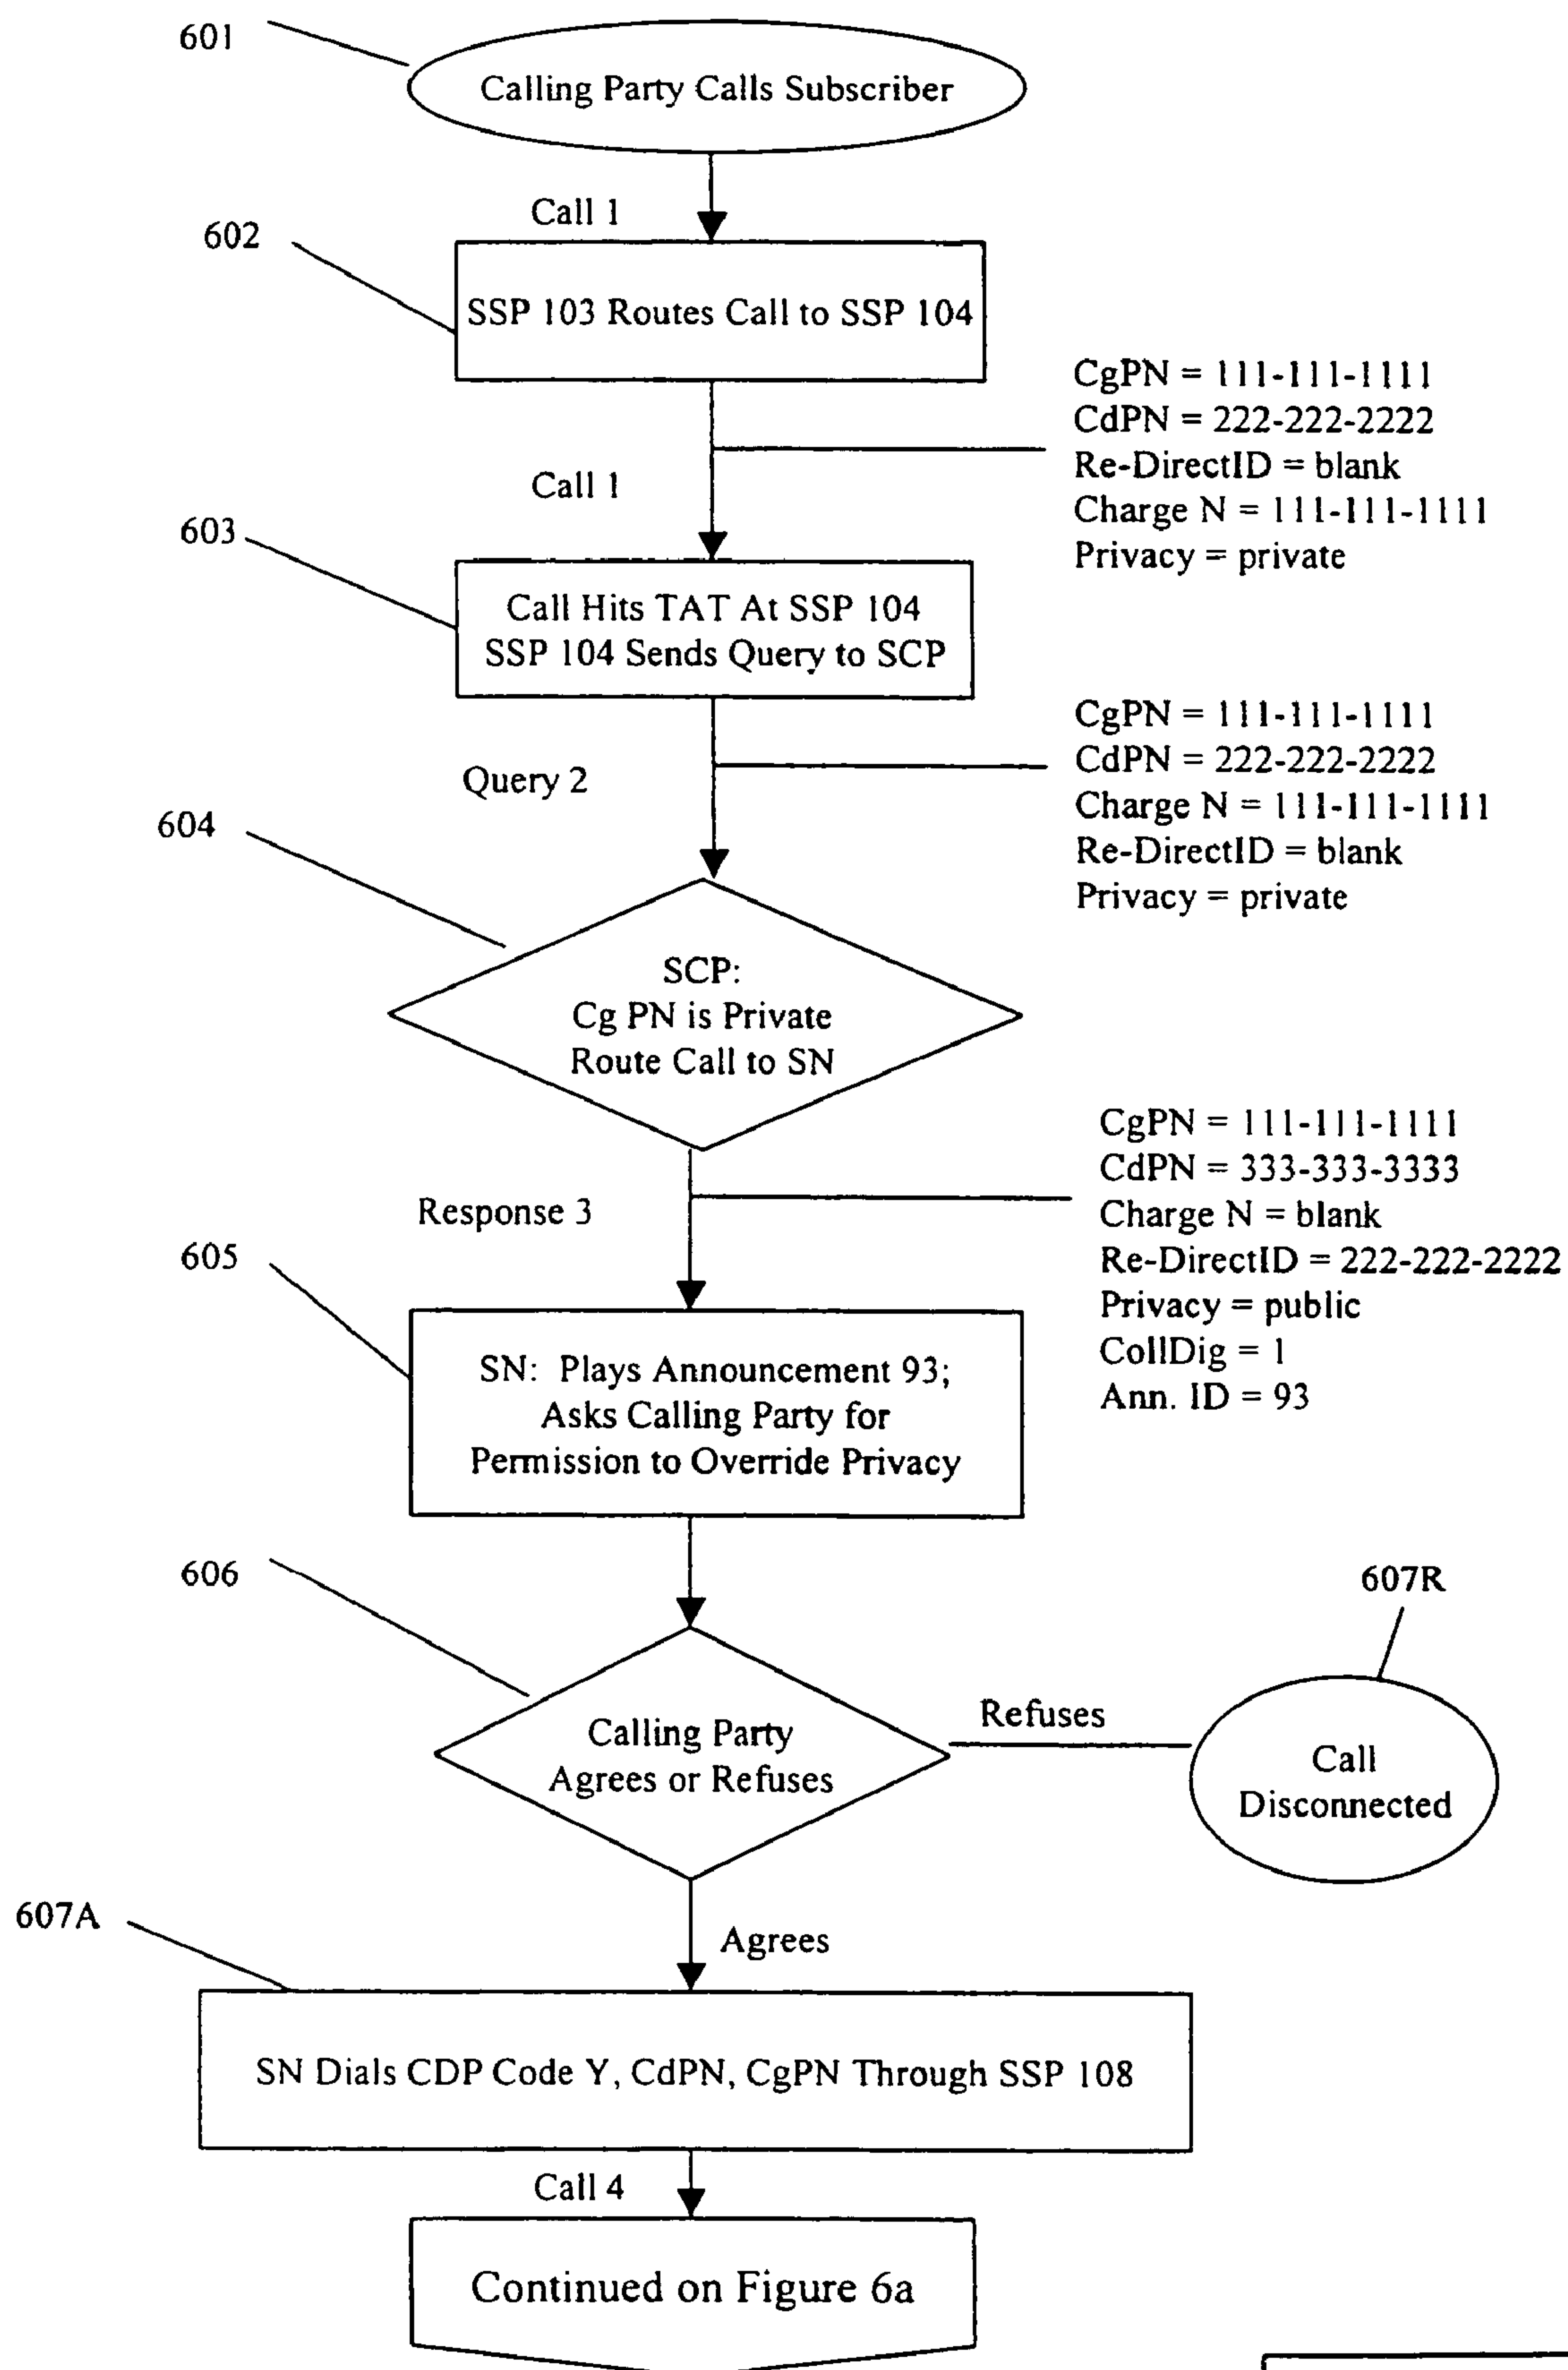 601
Calling Party Calls Subscriber
Call 1
602
SSP 103 Routes Call to SSP 104
CgPN = 111-111-1111
CdPN = 222-222-2222
Re-DirectID = blank
Charge N = 111-111-1111
Privacy = private
Call 1
603
Call Hits TAT At SSP 104
SSP 104 Sends Query to SCP
CgPN = 111-111-1111
CdPN = 222-222-2222
Charge N = 111-111-1111
Re-DirectID = blank
Privacy = private
Query 2
604
SCP:
Cg PN is Private
Route Call to SN
CgPN = 111-111-1111
CdPN = 333-333-3333
Charge N = blank
Re-DirectID = 222-222-2222
Privacy = public
CollDig = 1
Ann. ID = 93
Response 3
605
SN: Plays Announcement 93;
Asks Calling Party for
Permission to Override Privacy
606
607R
Calling Party
Agrees or Refuses
Refuses
Call
Disconnected
607A
Agrees
SN Dials CDP Code Y, CdPN, CgPN Through SSP 108
Call 4
Continued on Figure 6a